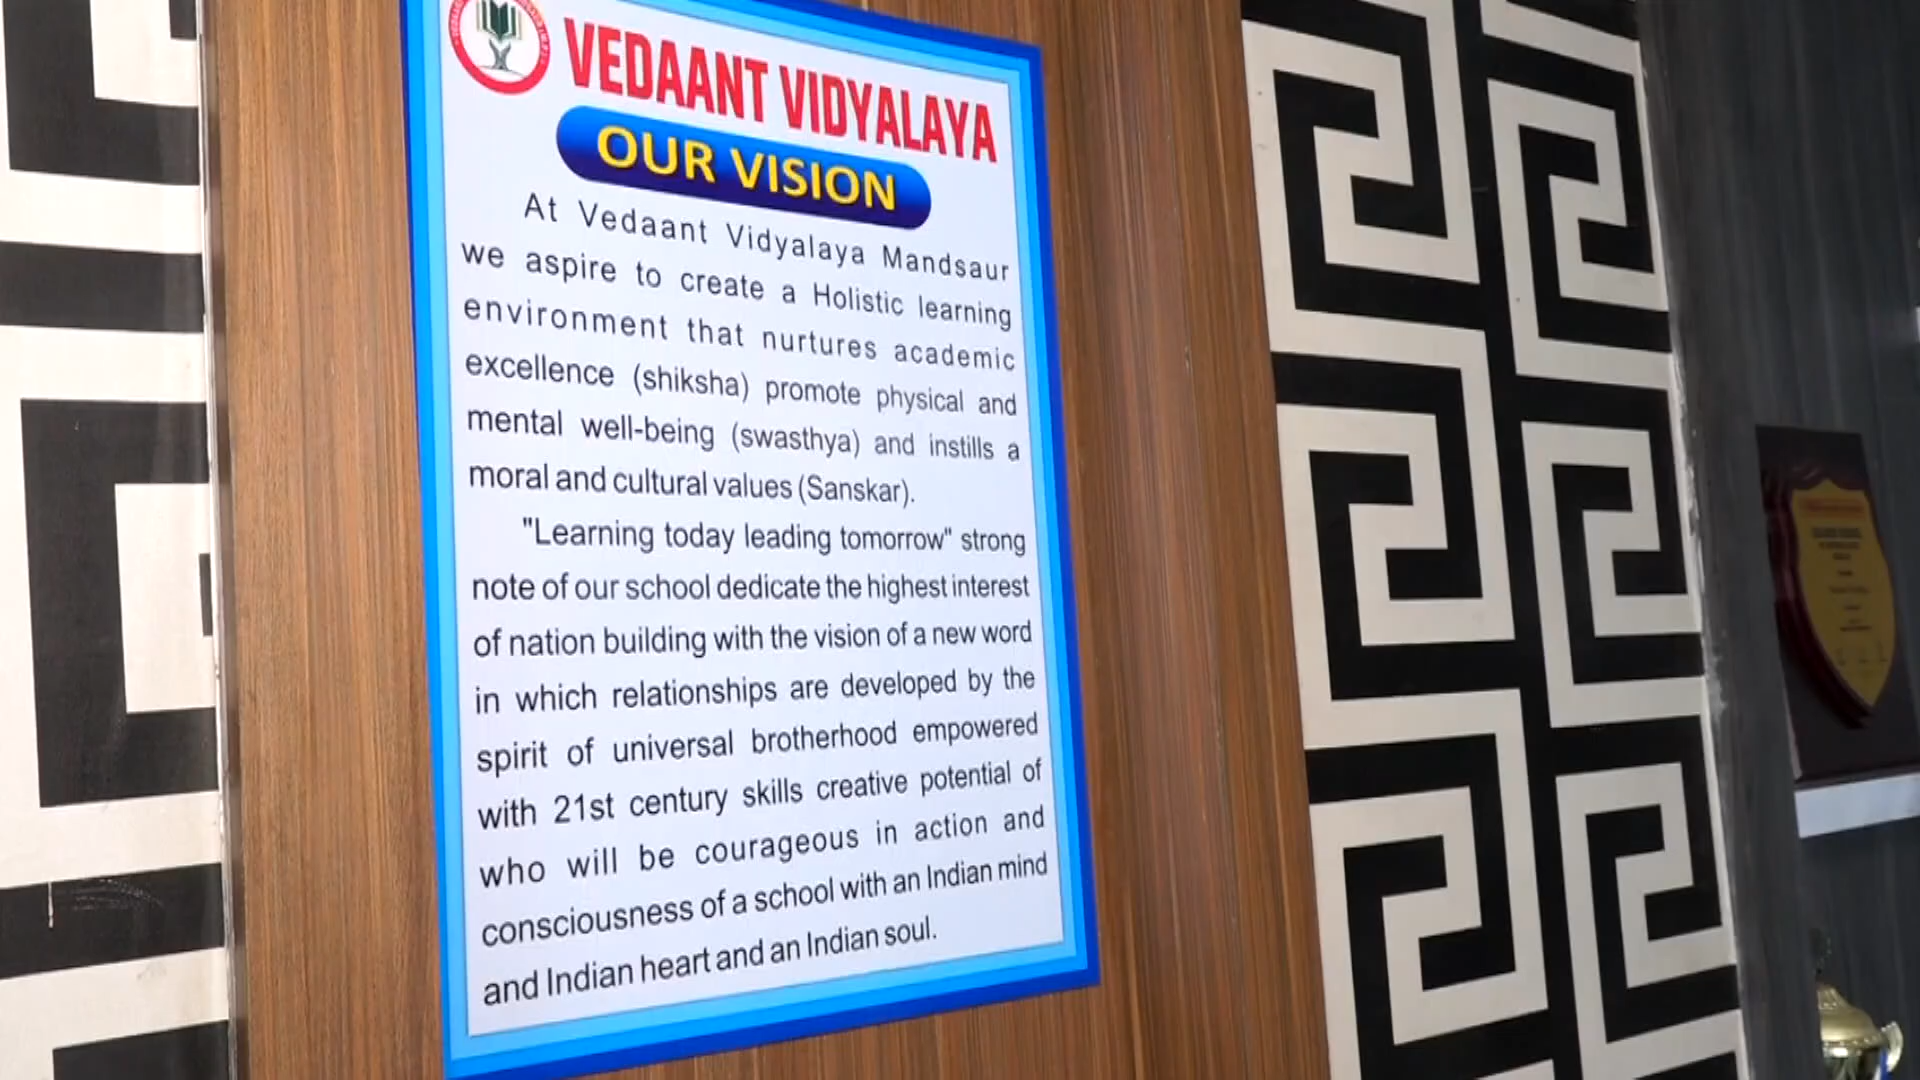 VEDAANT VIDYALAYA
OUR VISION
At Vedaant Vidyalaya Mandsaur
we aspire to create a Holistic learning
environment that nurtures academic
excellence (shiksha) promote physical and
mental well-being (swasthya) and instills a
moral and cultural values (Sanskar).
"Learning today leading tomorrow" strong
note of our school dedicate the highest interest
of nation building with the vision of a new word
in which relationships are developed by the
spirit of universal brotherhood empowered
with 21st century skills creative potential of
who will be courageous in action and
consciousness of a school with an Indian mind
and Indian heart and an Indian soul.